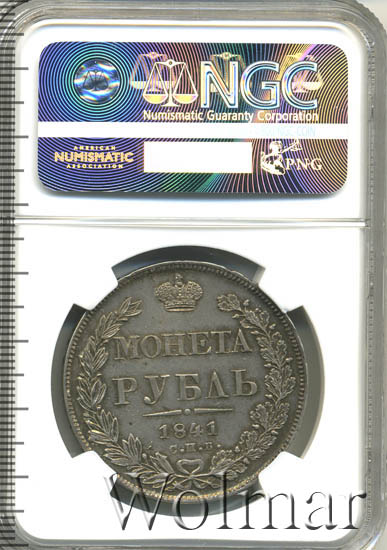 NGC
Numismatic Guaranty Corporation
AMERICAN
NUMISMATIC
ASSOCIATION
PNG
МОНЕТА
РУБЛЬ
1841
С.П.Б.
Wolmar